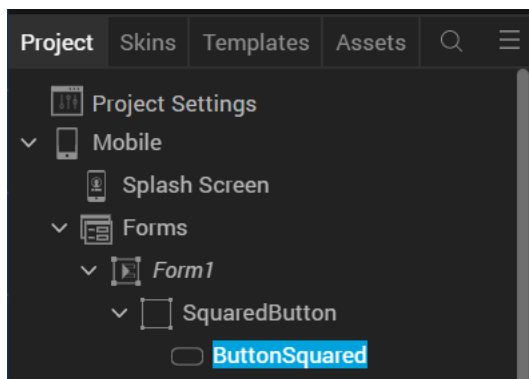 Project Skins Templates Assets
Project Settings
Mobile
Splash Screen
Forms
Form1
SquaredButton
ButtonSquared